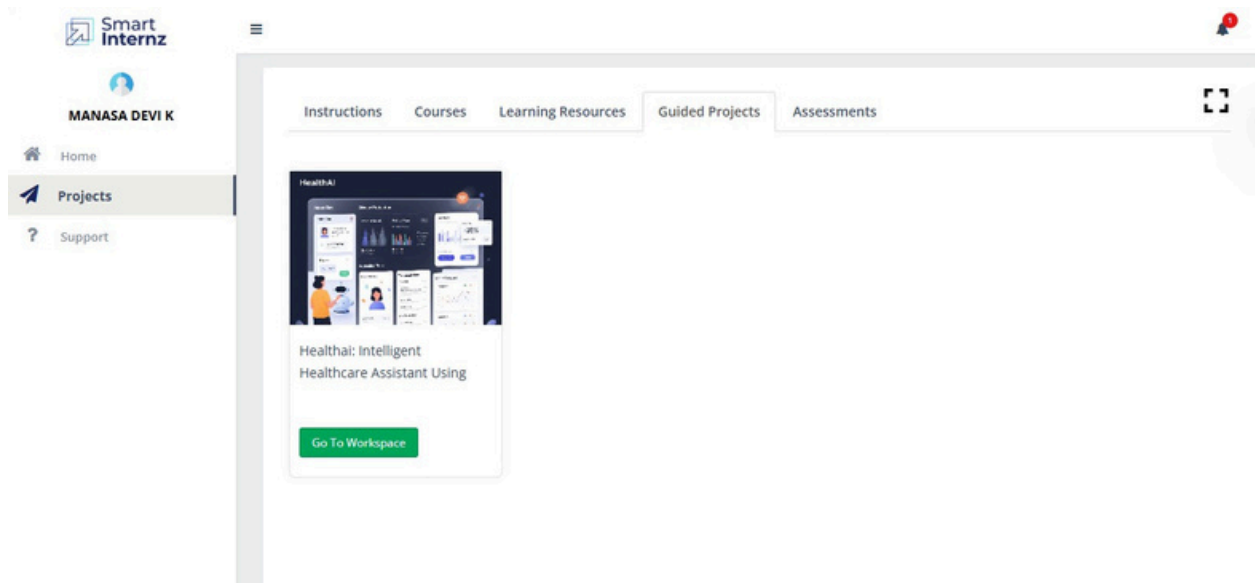 Smart
Internz
1
MANASA DEVI K
Home
Projects
? Support
Instructions Courses Learning Resources Guided Projects Assessments
HealthAI
Healthai: Intelligent
Healthcare Assistant Using
Go To Workspace